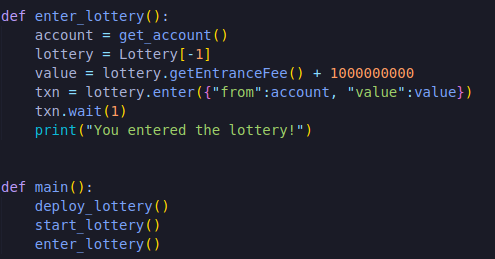 def enter_lottery():
    account = get_account()
    lottery = Lottery[-1]
    value = lottery.getEntranceFee() + 1000000000
    txn = lottery.enter({"from":account, "value":value})
    txn.wait(1)
    print("You entered the lottery!")
def main():
    deploy_lottery()
    start_lottery()
    enter_lottery()